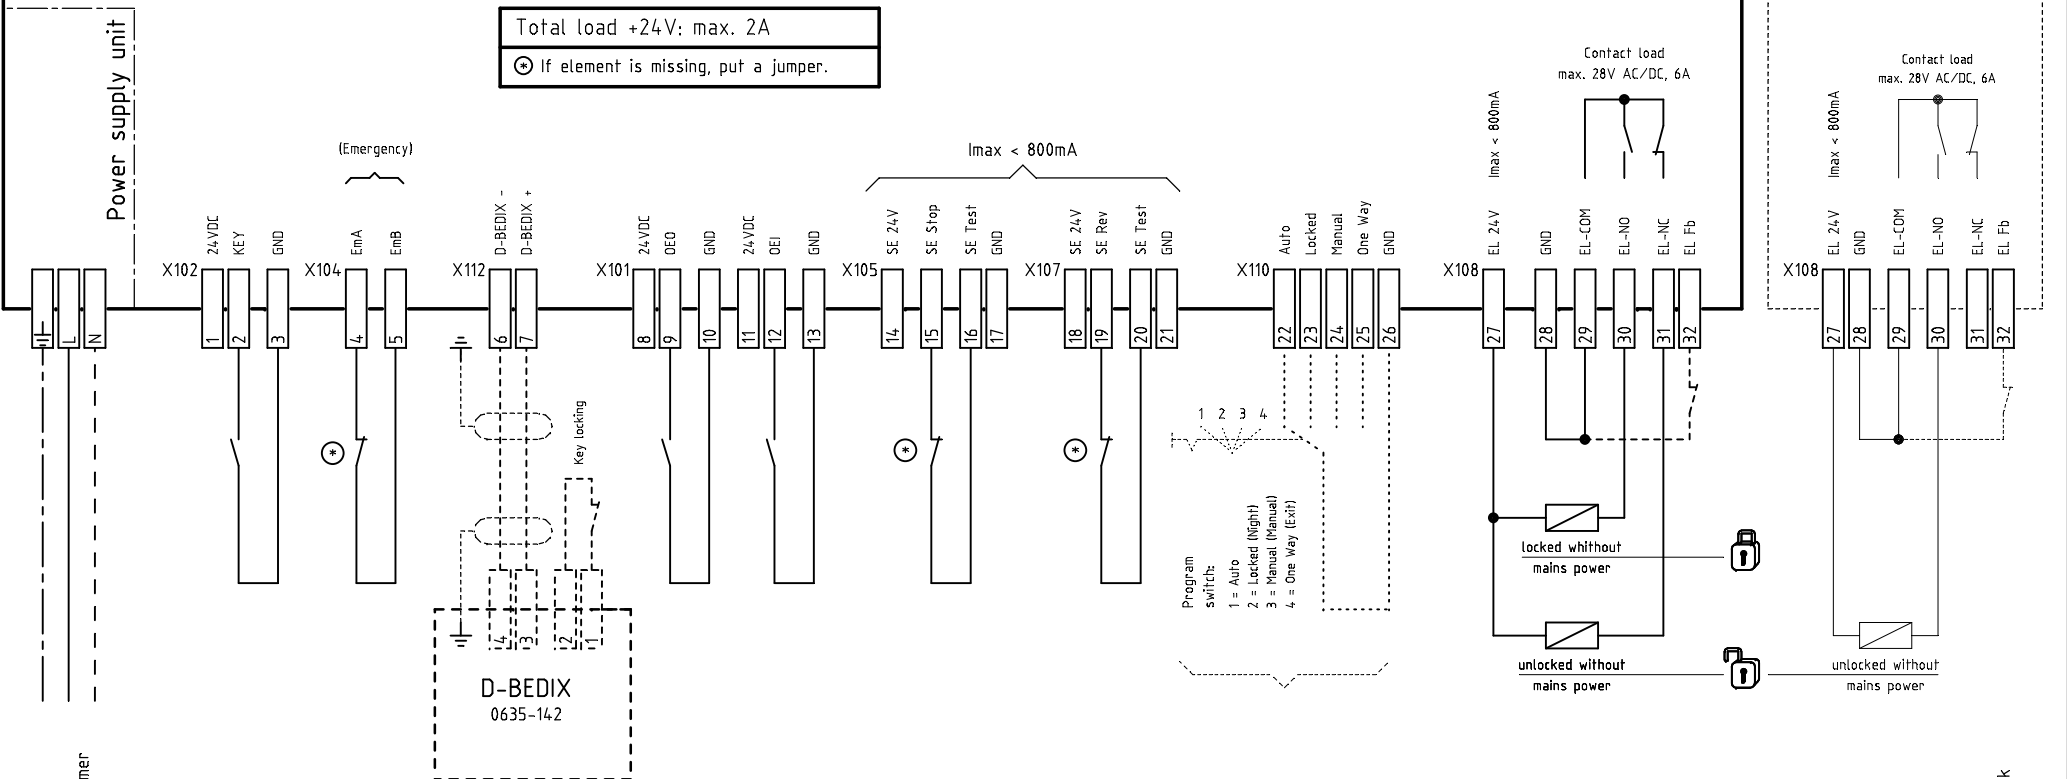 Total load +24V: max. 2A
* If element is missing, put a jumper.
Power supply unit
(Emergency)
Imax < 800mA
Imax < 800mA
Contact load
max. 28V AC/DC, 6A
Imax < 800mA
Contact load
max. 28V AC/DC, 6A
X102
24VDC
KEY
GND
X104
EmA
EmB
X112
D-BEDIX -
D-BEDIX +
X101
24VDC
OEO
GND
24VDC
OEI
GND
X105
SE 24V
SE Stop
SE Test
GND
X107
SE 24V
SE Rev
SE Test
GND
X110
Auto
Locked
Manual
One Way
GND
X108
EL 24V
GND
EL-COM
EL-NO
EL-NC
EL Fb
X108
EL 24V
GND
EL-COM
EL-NO
EL-NC
EL Fb
L
N
1
2
3
4
5
6
7
8
9
10
11
12
13
14
15
16
17
18
19
20
21
22
23
24
25
26
27
28
29
30
31
32
27
28
29
30
31
32
*
*
*
Key locking
1 2 3 4
Program
switch:
1 = Auto
2 = Locked (Night)
3 = Manual (Manual)
4 = One Way (Exit)
locked whithout
mains power
unlocked without
mains power
unlocked without
mains power
4
3
2
1
D-BEDIX
0635-142
mer
k